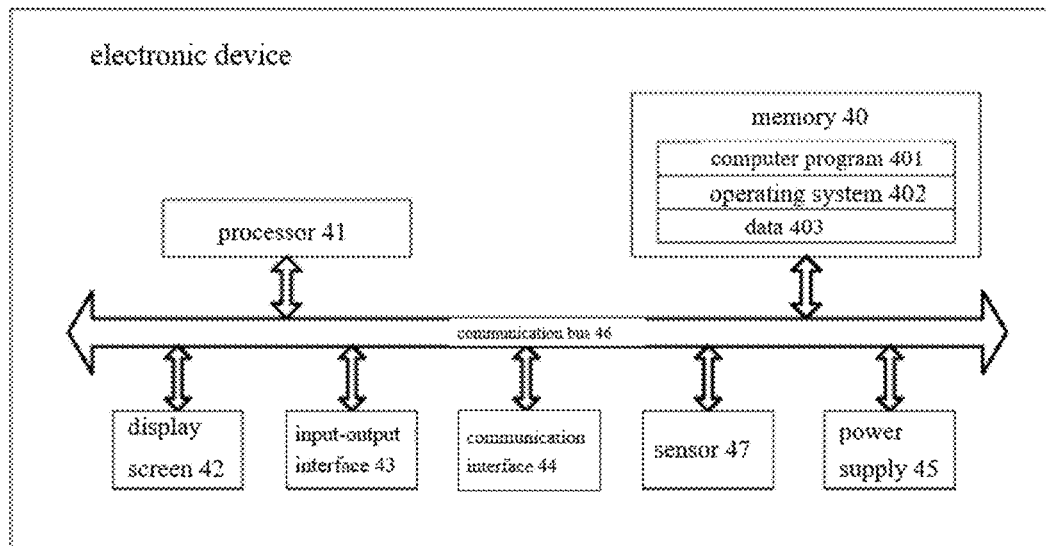 electronic device
memory 40
computer program 401
operating system 402
data 403
processor 41
communication bus 46
display
screen 42
input-output
interface 43
communication
interface 44
sensor 47
power
supply 45